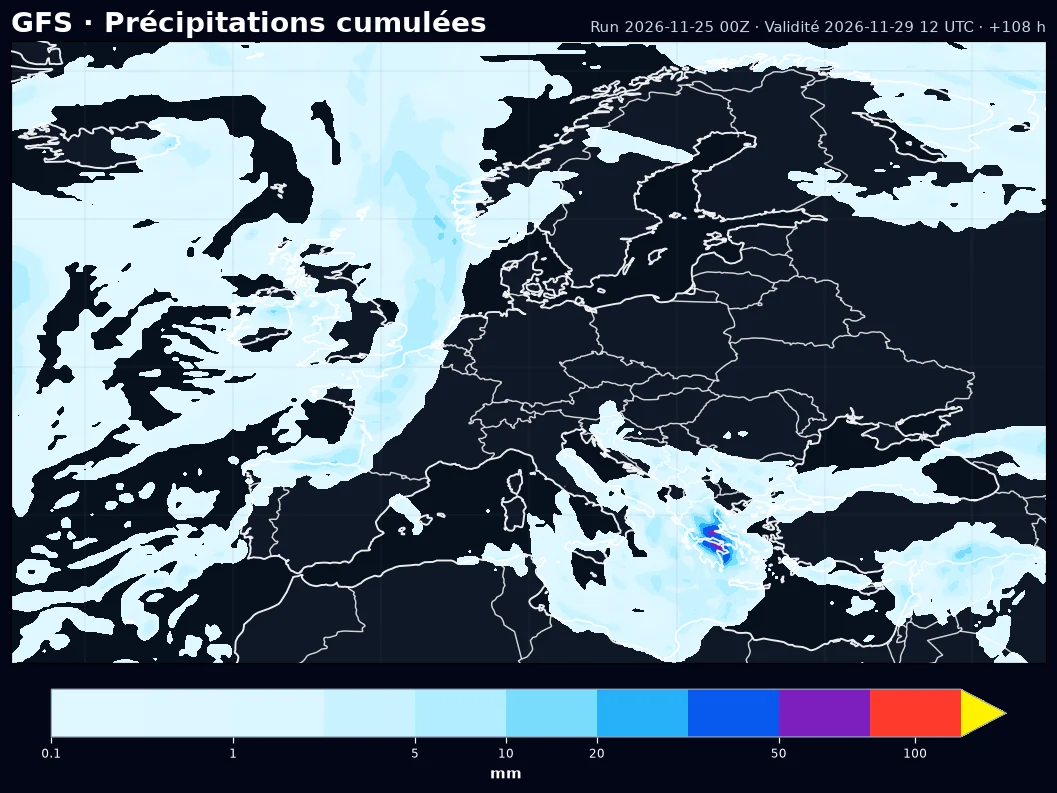 GFS · Précipitations cumulées
Run 2026-11-25 00Z · Validité 2026-11-29 12 UTC · +108 h
0.1 1 5 10 20 50 100
mm